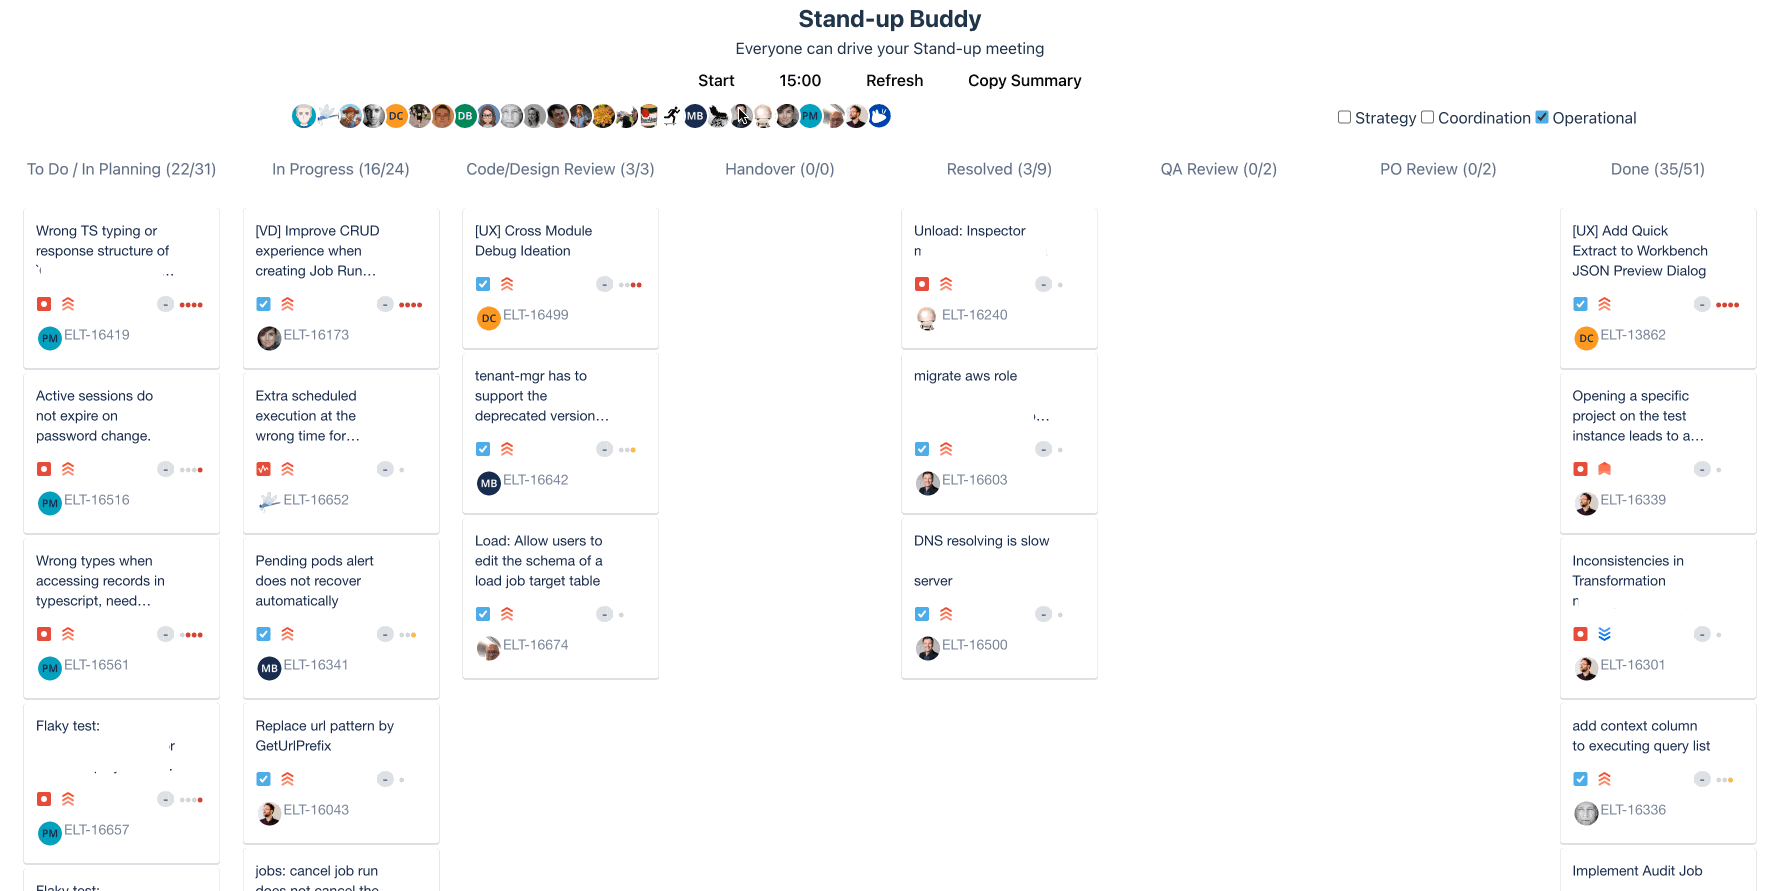 Stand-up Buddy
Everyone can drive your Stand-up meeting
Start 15:00 Refresh Copy Summary
DC DB MB PM
Strategy Coordination Operational
To Do / In Planning (22/31)
In Progress (16/24)
Code/Design Review (3/3)
Handover (0/0)
Resolved (3/9)
QA Review (0/2)
PO Review (0/2)
Done (35/51)
Wrong TS typing or
response structure of
...
-
PM ELT-16419
Active sessions do
not expire on
password change.
-
PM ELT-16516
Wrong types when
accessing records in
typescript, need...
-
PM ELT-16561
Flaky test:
-
PM ELT-16657
Flaky test:
[VD] Improve CRUD
experience when
creating Job Run...
-
ELT-16173
Extra scheduled
execution at the
wrong time for...
-
ELT-16652
Pending pods alert
does not recover
automatically
-
MB ELT-16341
Replace url pattern by
GetUrlPrefix
-
ELT-16043
jobs: cancel job run
does not cancel the
[UX] Cross Module
Debug Ideation
-
DC ELT-16499
tenant-mgr has to
support the
deprecated version...
-
MB ELT-16642
Load: Allow users to
edit the schema of a
load job target table
-
ELT-16674
Unload: Inspector
-
ELT-16240
migrate aws role
...
-
ELT-16603
DNS resolving is slow
server
-
ELT-16500
[UX] Add Quick
Extract to Workbench
JSON Preview Dialog
-
DC ELT-13862
Opening a specific
project on the test
instance leads to a...
-
ELT-16339
Inconsistencies in
Transformation
-
ELT-16301
add context column
to executing query list
-
ELT-16336
Implement Audit Job